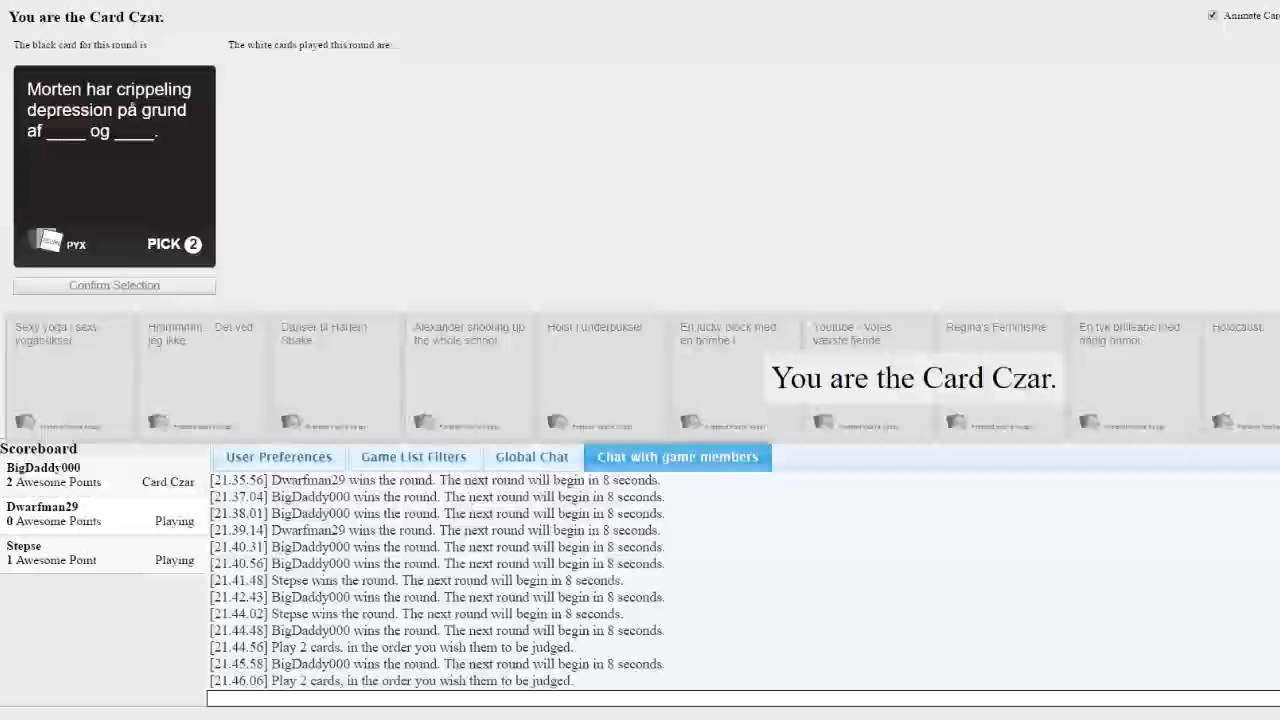 You are the Card Czar.
Animate Car
The black card for this round is
The white cards played this round are...
Morten har crippeling
depression på grund
af ____ og ____.
PYX
PICK 2
Confirm Selection
Sexy yoga i sexy
yogabukser
Hmmmmm... Det ved
jeg ikke
Danser til Harlem
Shake
Alexander shooting up
the whole school
Holst i underbukser
En lucky block med
en bombe i
Youtube - Vores
værste fjende
Regina's Feminisme
En tyk brilleabe med
dårlig humor
Holocaust
You are the Card Czar.
Scoreboard
BigDaddy000
2 Awesome Points
Card Czar
Dwarfman29
0 Awesome Points
Playing
Stepse
1 Awesome Point
Playing
User Preferences
Game List Filters
Global Chat
Chat with game members
[21.35.56] Dwarfman29 wins the round. The next round will begin in 8 seconds.
[21.37.04] BigDaddy000 wins the round. The next round will begin in 8 seconds.
[21.38.01] BigDaddy000 wins the round. The next round will begin in 8 seconds.
[21.39.14] Dwarfman29 wins the round. The next round will begin in 8 seconds.
[21.40.31] BigDaddy000 wins the round. The next round will begin in 8 seconds.
[21.40.56] BigDaddy000 wins the round. The next round will begin in 8 seconds.
[21.41.48] Stepse wins the round. The next round will begin in 8 seconds.
[21.42.43] BigDaddy000 wins the round. The next round will begin in 8 seconds.
[21.44.02] Stepse wins the round. The next round will begin in 8 seconds.
[21.44.48] BigDaddy000 wins the round. The next round will begin in 8 seconds.
[21.44.56] Play 2 cards, in the order you wish them to be judged.
[21.45.58] BigDaddy000 wins the round. The next round will begin in 8 seconds.
[21.46.06] Play 2 cards, in the order you wish them to be judged.